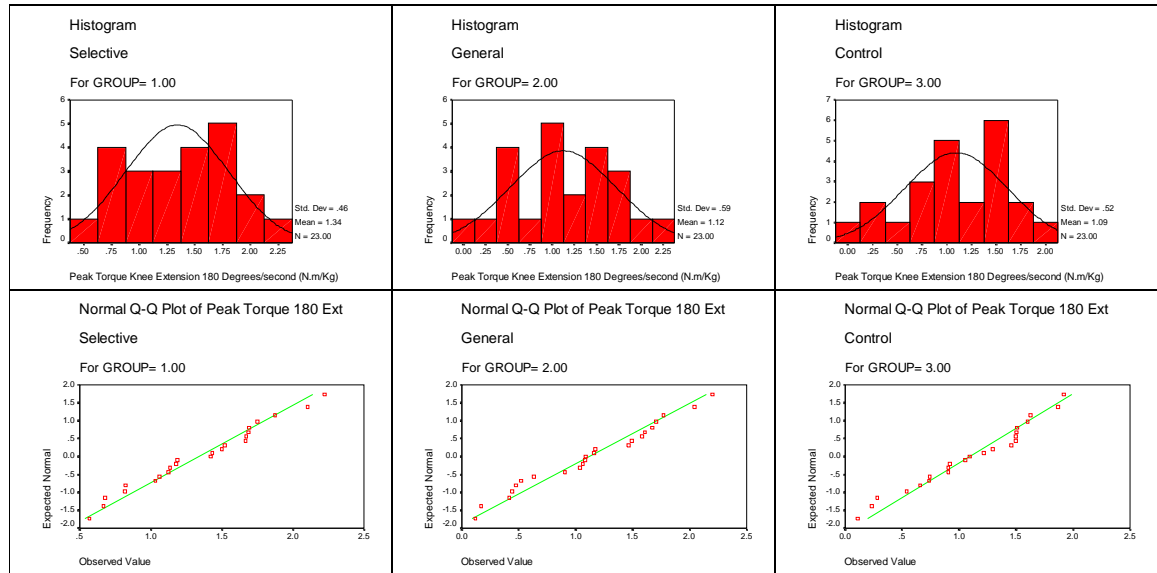 Histogram
Selective
For GROUP= 1.00
6
5
4
3
2
1
0
Frequency
.50 .75 1.00 1.25 1.50 1.75 2.00 2.25
Std. Dev = .46
Mean = 1.34
N = 23.00
Peak Torque Knee Extension 180 Degrees/second (N.m/Kg)
Histogram
General
For GROUP= 2.00
6
5
4
3
2
1
0
Frequency
0.00 .25 .50 .75 1.00 1.25 1.50 1.75 2.00 2.25
Std. Dev = .59
Mean = 1.12
N = 23.00
Peak Torque Knee Extension 180 Degrees/second (N.m/Kg)
Histogram
Control
For GROUP= 3.00
7
6
5
4
3
2
1
0
Frequency
0.00 .25 .50 .75 1.00 1.25 1.50 1.75 2.00
Std. Dev = .52
Mean = 1.09
N = 23.00
Peak Torque Knee Extension 180 Degrees/second (N.m/Kg)
Normal Q-Q Plot of Peak Torque 180 Ext
Selective
For GROUP= 1.00
2.0
1.5
1.0
.5
0.0
-.5
-1.0
-1.5
-2.0
Expected Normal
.5 1.0 1.5 2.0 2.5
Observed Value
Normal Q-Q Plot of Peak Torque 180 Ext
General
For GROUP= 2.00
2.0
1.5
1.0
.5
0.0
-.5
-1.0
-1.5
-2.0
Expected Normal
0.0 .5 1.0 1.5 2.0 2.5
Observed Value
Normal Q-Q Plot of Peak Torque 180 Ext
Control
For GROUP= 3.00
2.0
1.5
1.0
.5
0.0
-.5
-1.0
-1.5
-2.0
Expected Normal
0.0 .5 1.0 1.5 2.0 2.5
Observed Value